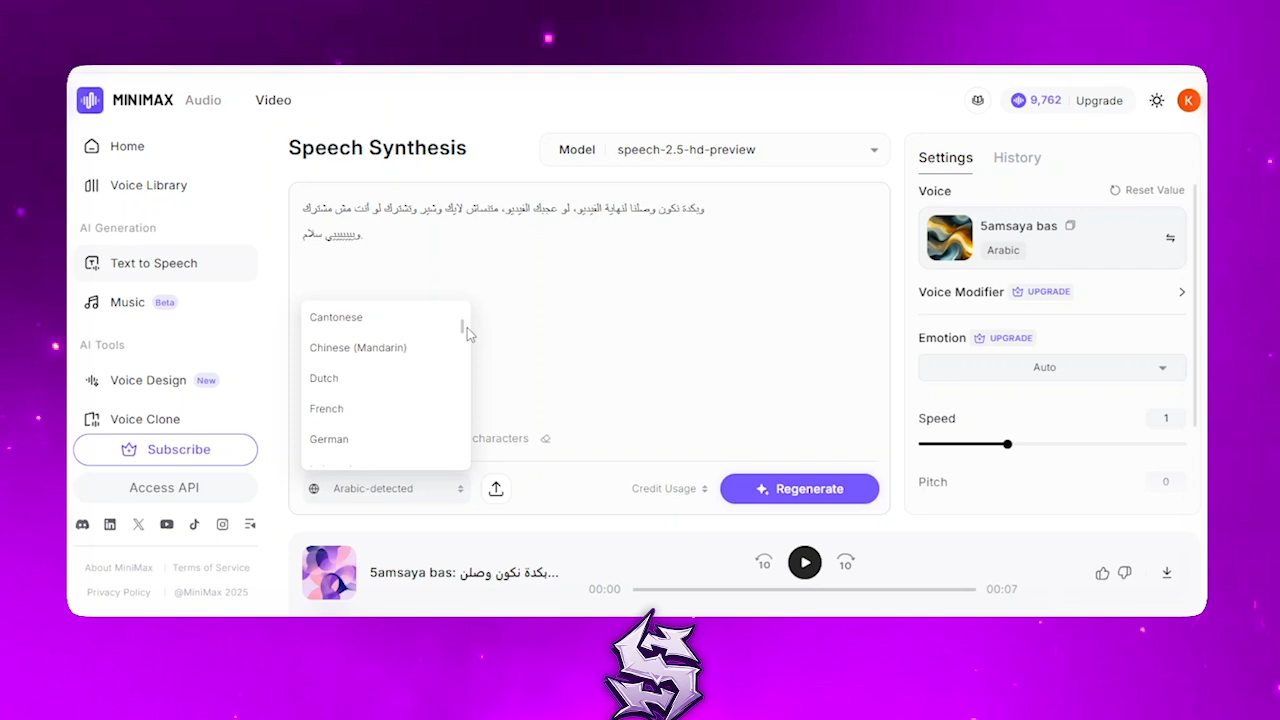 MINIMAX Audio Video
9,762 Upgrade
K
Home
Voice Library
AI Generation
Text to Speech
Music Beta
AI Tools
Voice Design New
Voice Clone
Subscribe
Access API
About MiniMax | Terms of Service
Privacy Policy | @MiniMax 2025
Speech Synthesis
Model speech-2.5-hd-preview
وبكدة نكون وصلنا لنهاية الفيديو، لو عجبك الفيديو، متنساش لايك وشير وتشترك لو أنت مش مشترك
وييييييييي سلام.
Cantonese
Chinese (Mandarin)
Dutch
French
German
characters
Arabic-detected
Credit Usage
Regenerate
Settings History
Voice Reset Value
5amsaya bas
Arabic
Voice Modifier UPGRADE
Emotion UPGRADE
Auto
Speed 1
Pitch 0
5amsaya bas: بكدة نكون وصلن...
10 10
00:00 00:07